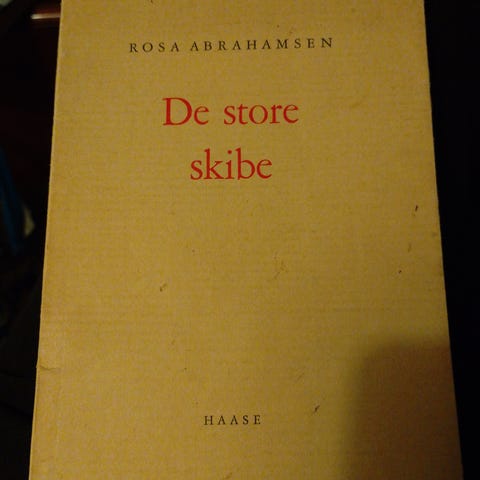 ROSA ABRAHAMSEN
De store
skibe
HAASE